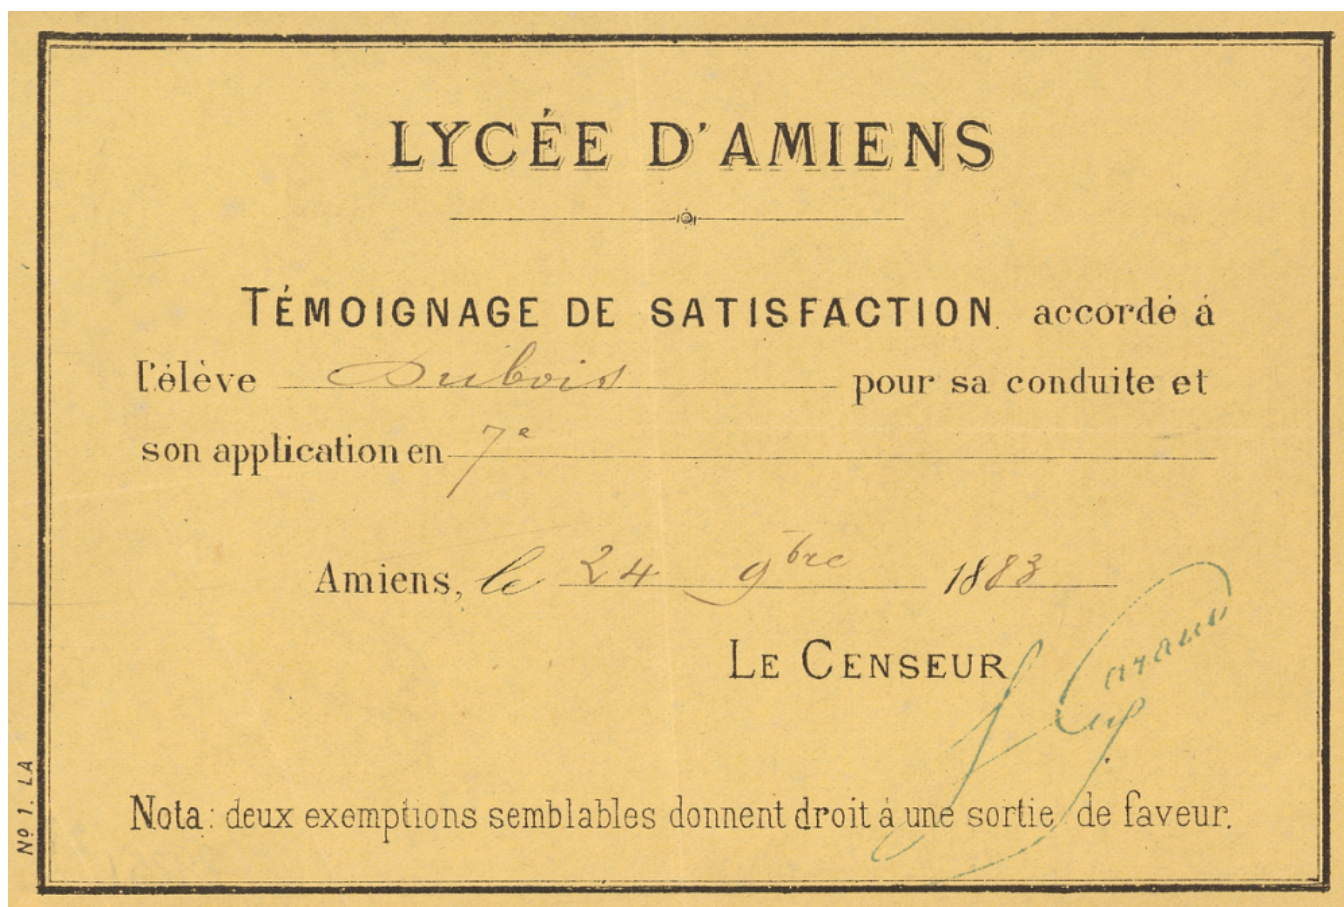 LYCÉE D'AMIENS
TÉMOIGNAGE DE SATISFACTION accordé à
l'élève Dubois pour sa conduite et
son application en 7e
Amiens, le 24 9bre 1883
LE CENSEUR
Nota: deux exemptions semblables donnent droit à une sortie de faveur.
Nº 1. LA